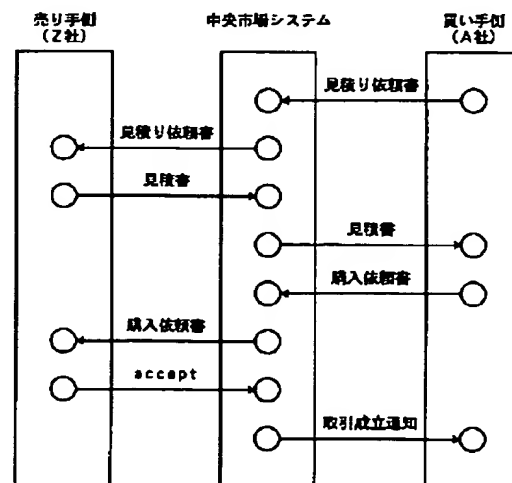 売り手側
(Z社)
中央市場システム
買い手側
(A社)
見積り依頼書
見積り依頼書
見積書
見積書
購入依頼書
購入依頼書
accept
取引成立通知